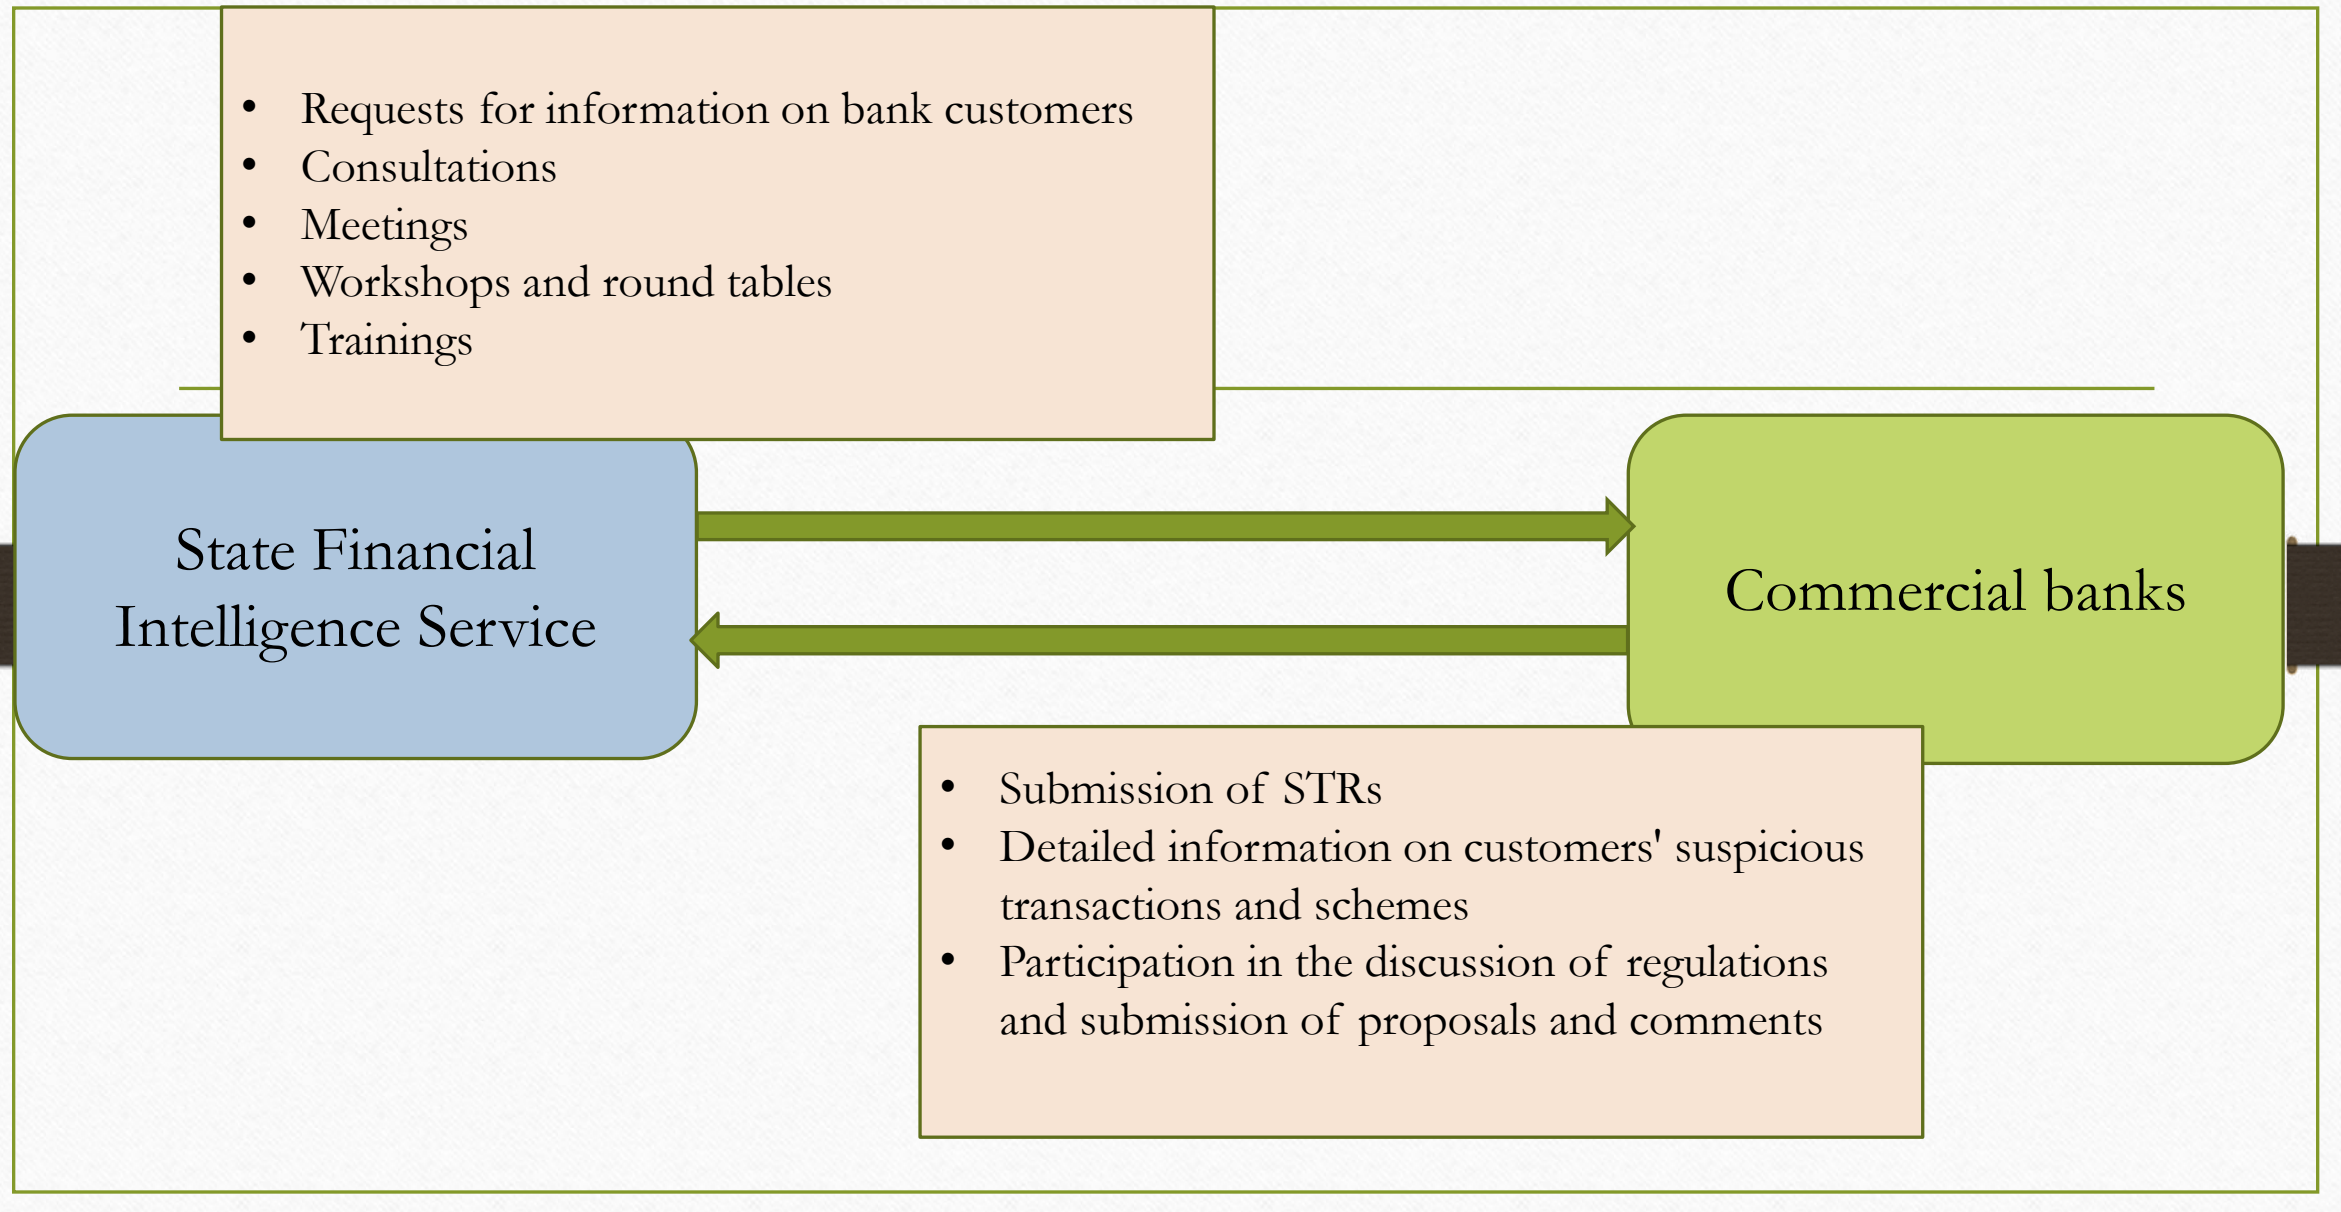 • Requests for information on bank customers
• Consultations
• Meetings
• Workshops and round tables
• Trainings
State Financial
Intelligence Service
Commercial banks
• Submission of STRs
• Detailed information on customers' suspicious
transactions and schemes
• Participation in the discussion of regulations
and submission of proposals and comments